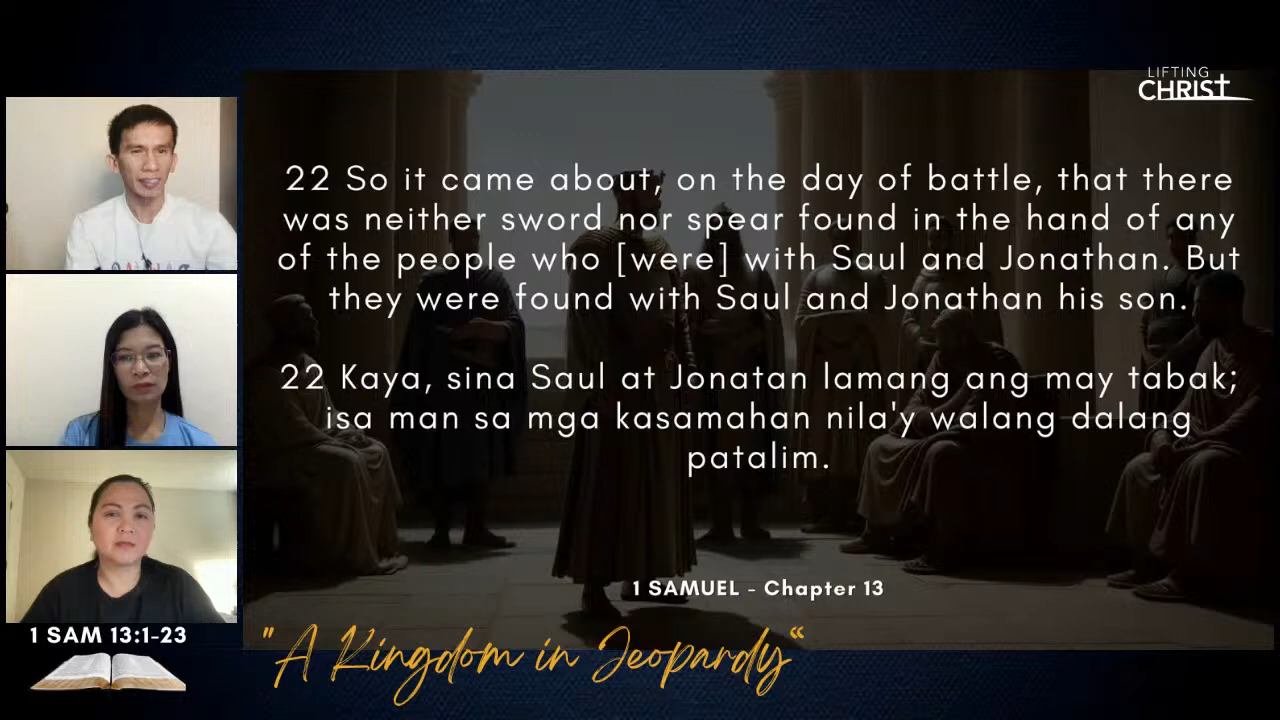 LIFTING
CHRIST
22 So it came about, on the day of battle, that there
was neither sword nor spear found in the hand of any
of the people who [were] with Saul and Jonathan. But
they were found with Saul and Jonathan his son.
22 Kaya, sina Saul at Jonatan lamang ang may tabak;
isa man sa mga kasamahan nila'y walang dalang
patalim.
1 SAMUEL - Chapter 13
1 SAM 13:1-23
"A Kingdom in Jeopardy“